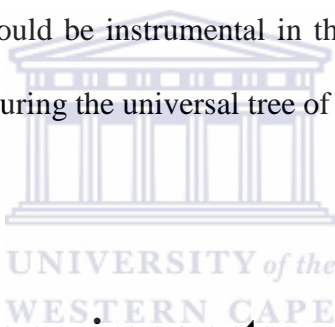 ould be instrumental in th
uring the universal tree of
UNIVERSITY of the
WESTERN CAPE